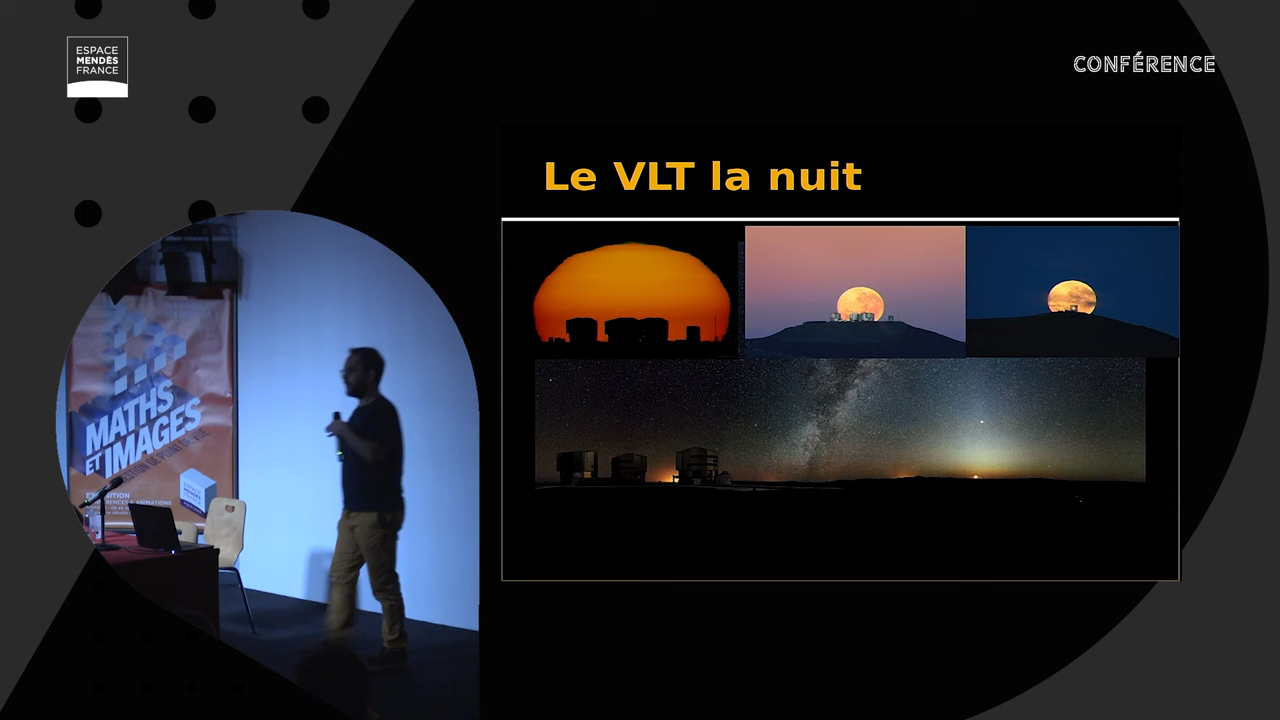 ESPACE
MENDÈS
FRANCE
CONFÉRENCE
Le VLT la nuit
MATHS
ET IMAGES